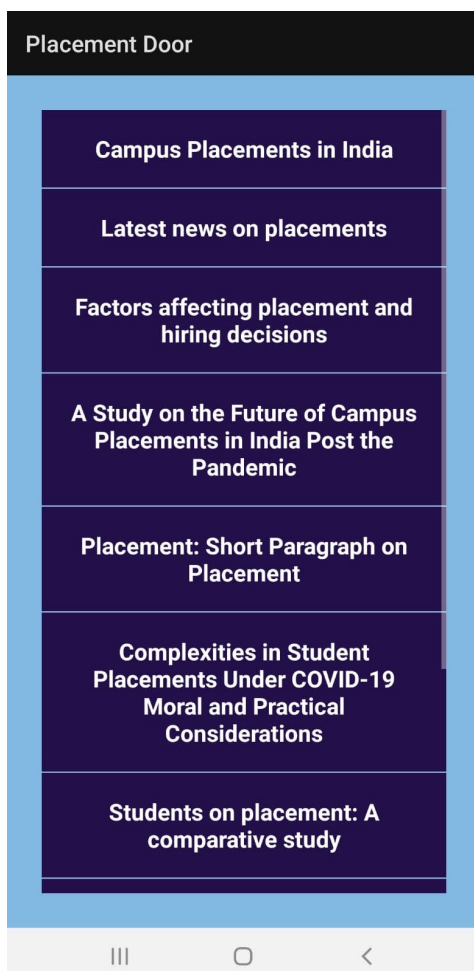 Placement Door
Campus Placements in India
Latest news on placements
Factors affecting placement and
hiring decisions
A Study on the Future of Campus
Placements in India Post the
Pandemic
Placement: Short Paragraph on
Placement
Complexities in Student
Placements Under COVID-19
Moral and Practical
Considerations
Students on placement: A
comparative study